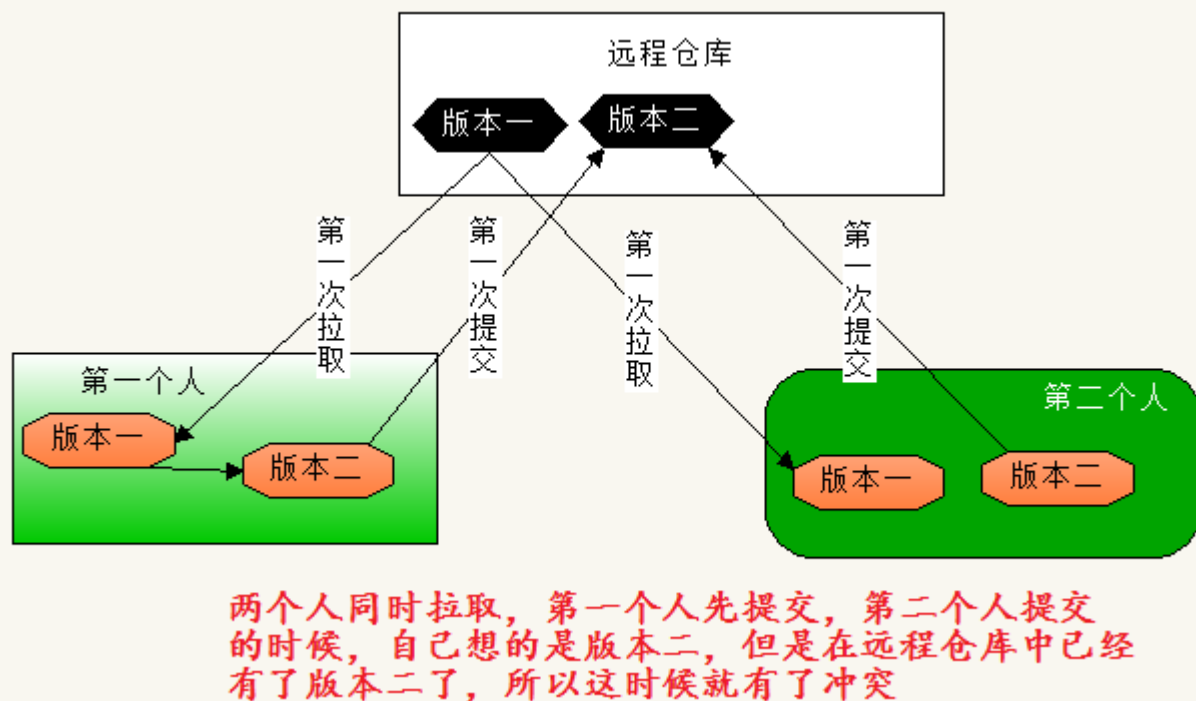 远程仓库
版本一
版本二
第一次拉取
第一次提交
第一次拉取
第一次提交
第一个人
版本一
版本二
第二个人
版本一
版本二
两个人同时拉取，第一个人先提交，第二个人提交
的时候，自己想的是版本二，但是在远程仓库中已经
有了版本二了，所以这时候就有了冲突